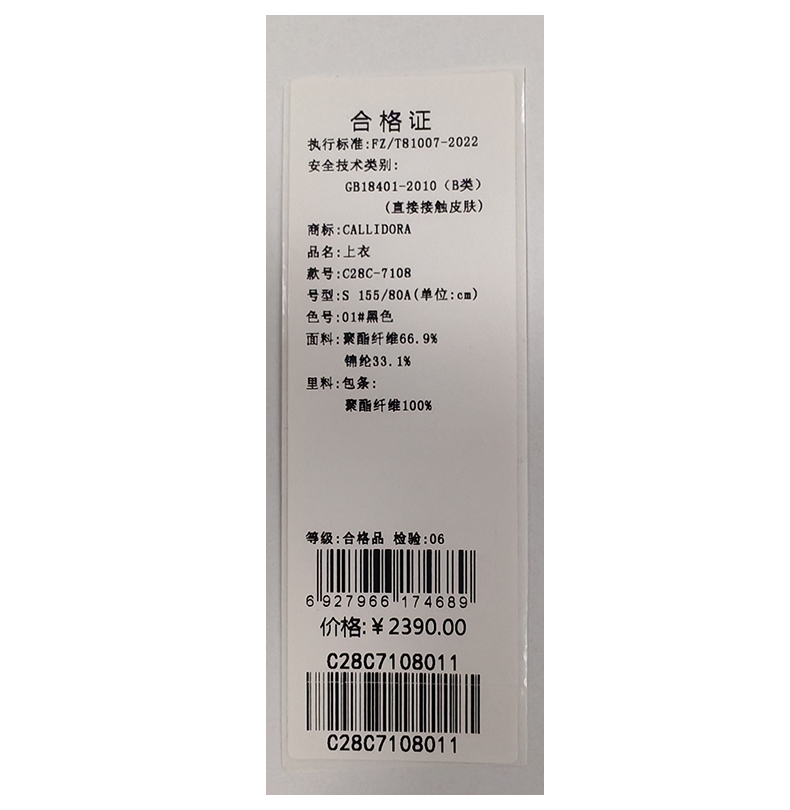 合格证
执行标准:FZ/T81007-2022
安全技术类别:
GB18401-2010（B类）
(直接接触皮肤)
商标:CALLIDORA
品名:上衣
款号:C28C-7108
号型:S 155/80A(单位:cm)
色号:01#黑色
面料:聚酯纤维66.9%
锦纶33.1%
里料:包条:
聚酯纤维100%
等级:合格品 检验:06
6 927966 174689
价格:￥2390.00
C28C7108011
C28C7108011